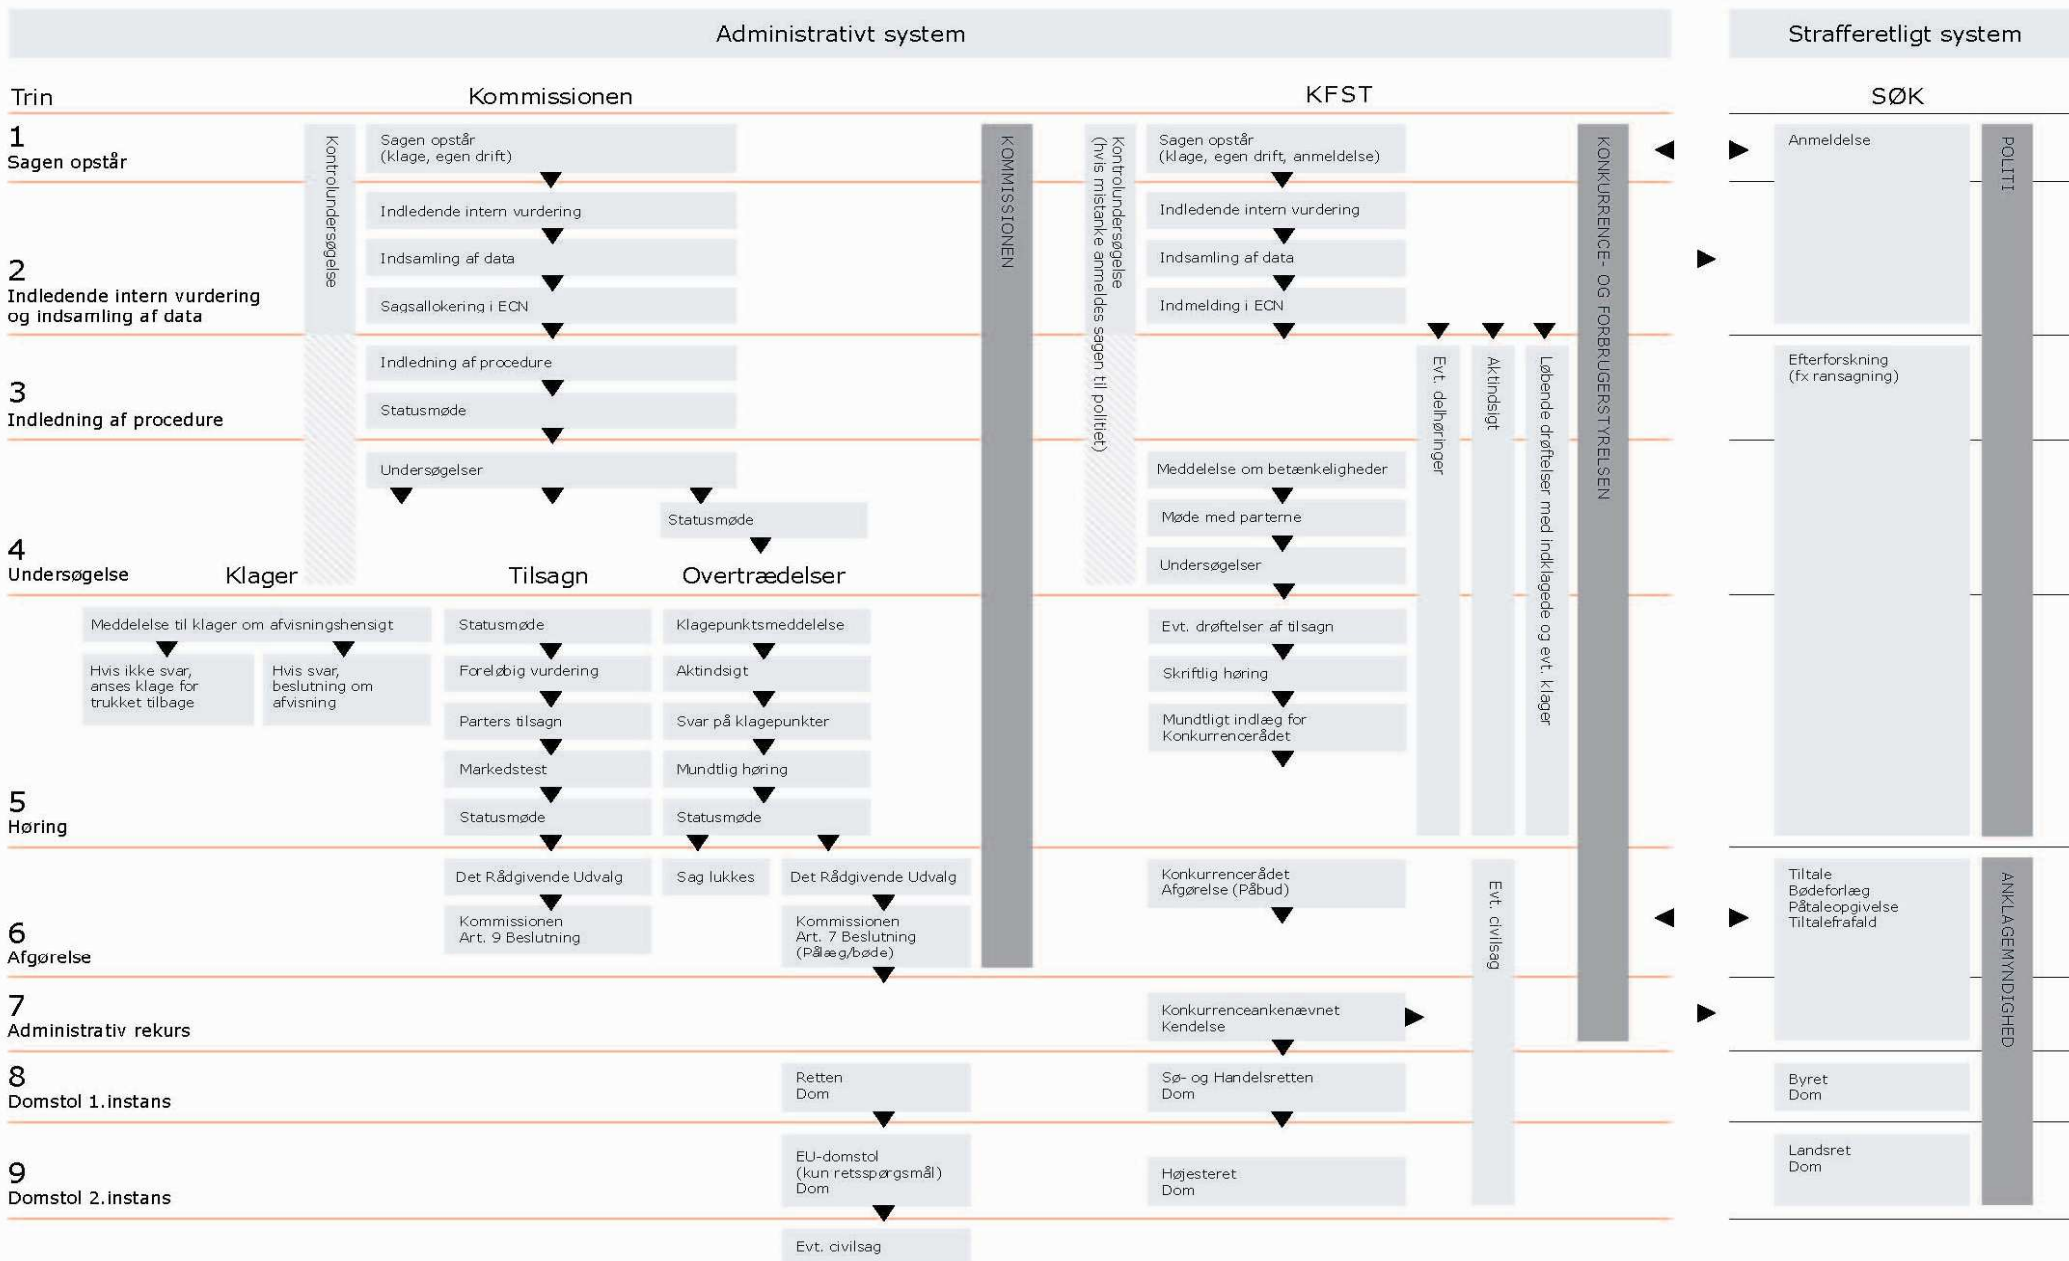 Administrativt system
Strafferetligt system
Trin
Kommissionen
KFST
SØK
1
Sagen opstår
Kontrolundersøgelse
Sagen opstår
(klage, egen drift)
KOMMISSIONEN
Kontrolundersøgelse
(hvis mistanke anmeldes sagen til politiet)
Sagen opstår
(klage, egen drift, anmeldelse)
KONKURRENCE- OG FORBRUGERSTYRELSEN
Anmeldelse
POLITI
2
Indledende intern vurdering
og indsamling af data
Indledende intern vurdering
Indsamling af data
Sagsallokering i ECN
Indledende intern vurdering
Indsamling af data
Indmelding i ECN
3
Indledning af procedure
Indledning af procedure
Statusmøde
Evt. delhøringer
Aktindsigt
Løbende drøftelser med indklagede og evt. klager
Efterforskning
(fx ransagning)
4
Undersøgelse
Undersøgelser
Statusmøde
Meddelelse om betænkeligheder
Møde med parterne
Undersøgelser
Klager
Tilsagn
Overtrædelser
5
Høring
Meddelelse til klager om afvisningshensigt
Hvis ikke svar,
anses klage for
trukket tilbage
Hvis svar,
beslutning om
afvisning
Statusmøde
Foreløbig vurdering
Parters tilsagn
Markedstest
Statusmøde
Klagepunktsmeddelelse
Aktindsigt
Svar på klagepunkter
Mundtlig høring
Statusmøde
Evt. drøftelser af tilsagn
Skriftlig høring
Mundtligt indlæg for
Konkurrencerådet
6
Afgørelse
Det Rådgivende Udvalg
Kommissionen
Art. 9 Beslutning
Sag lukkes
Det Rådgivende Udvalg
Kommissionen
Art. 7 Beslutning
(Pålæg/bøde)
Konkurrencerådet
Afgørelse (Påbud)
Evt. civilsag
Tiltale
Bødeforlæg
Påtaleopgivelse
Tiltalefrafald
ANKLAGEMYNDIGHED
7
Administrativ rekurs
Konkurrenceankenævnet
Kendelse
8
Domstol 1.instans
Retten
Dom
Sø- og Handelsretten
Dom
Byret
Dom
9
Domstol 2.instans
EU-domstol
(kun retsspørgsmål)
Dom
Højesteret
Dom
Landsret
Dom
Evt. civilsag